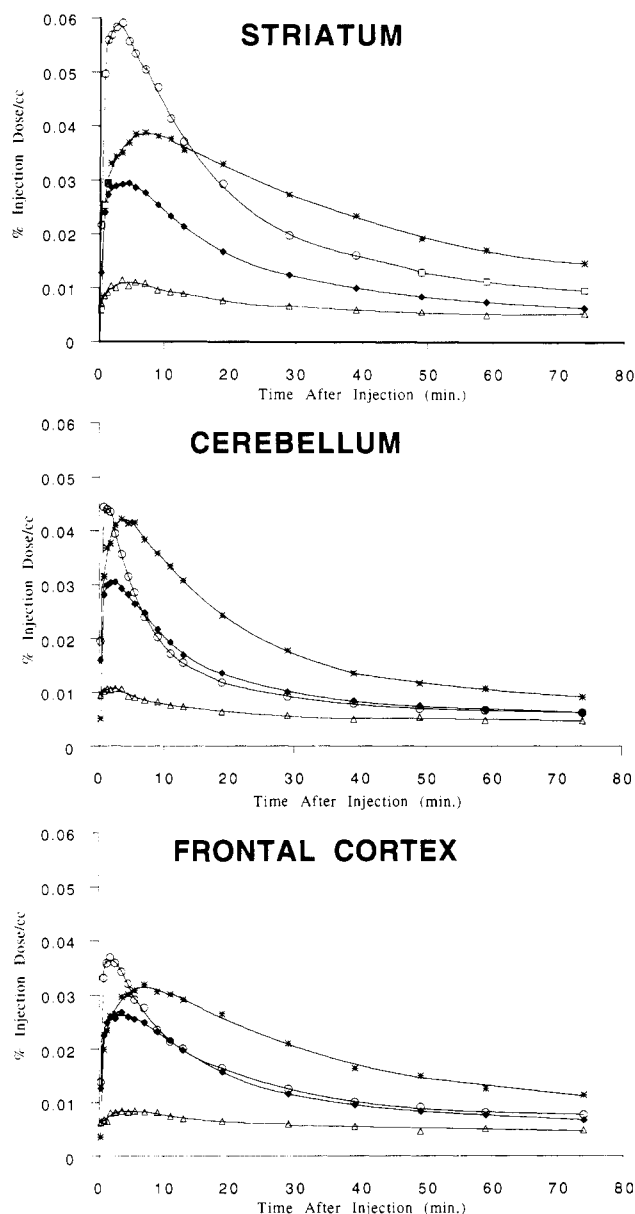 STRIATUM
% Injection Dose/cc
0.06
0.05
0.04
0.03
0.02
0.01
0
0 10 20 30 40 50 60 70 80
Time After Injection (min.)
CEREBELLUM
% Injection Dose/cc
0.06
0.05
0.04
0.03
0.02
0.01
0
0 10 20 30 40 50 60 70 80
Time After Injection (min.)
FRONTAL CORTEX
% Injection Dose/cc
0.06
0.05
0.04
0.03
0.02
0.01
0
0 10 20 30 40 50 60 70 80
Time After Injection (min.)